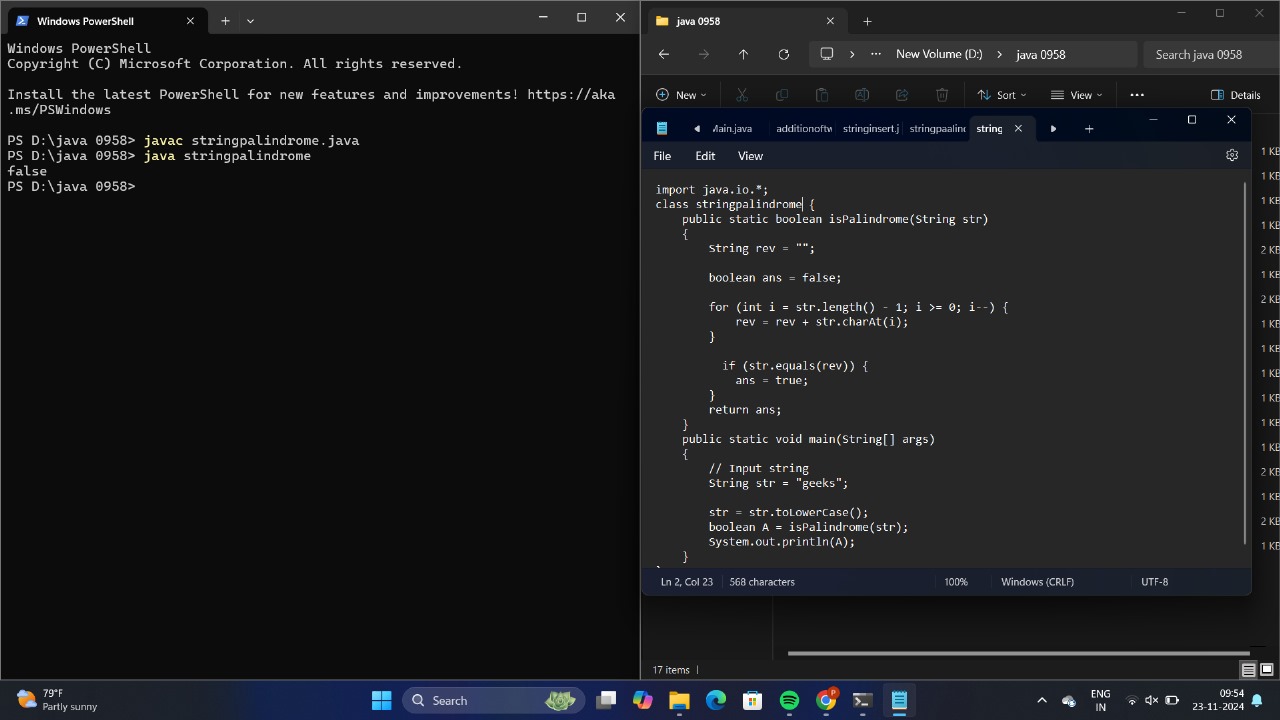 Windows PowerShell
Windows PowerShell
Copyright (C) Microsoft Corporation. All rights reserved.
Install the latest PowerShell for new features and improvements! https://aka
.ms/PSWindows
PS D:\java 0958> javac stringpalindrome.java
PS D:\java 0958> java stringpalindrome
false
PS D:\java 0958>
java 0958
New Volume (D:)
java 0958
Search java 0958
New
Sort
View
Details
Main.java
additionoftw
stringinsert.j
stringpaalinc
string
File
Edit
View
import java.io.*;
class stringpalindrome {
public static boolean isPalindrome(String str)
{
String rev = "";
boolean ans = false;
for (int i = str.length() - 1; i >= 0; i--) {
rev = rev + str.charAt(i);
}
if (str.equals(rev)) {
ans = true;
}
return ans;
}
public static void main(String[] args)
{
// Input string
String str = "geeks";
str = str.toLowerCase();
boolean A = isPalindrome(str);
System.out.println(A);
}
Ln 2, Col 23
568 characters
100%
Windows (CRLF)
UTF-8
1 KB
1 KB
1 KB
1 KB
2 KB
1 KB
2 KB
1 KB
1 KB
1 KB
1 KB
1 KB
1 KB
2 KB
1 KB
2 KB
1 KB
17 items
79°F
Partly sunny
Search
P
ENG
IN
09:54
23-11-2024